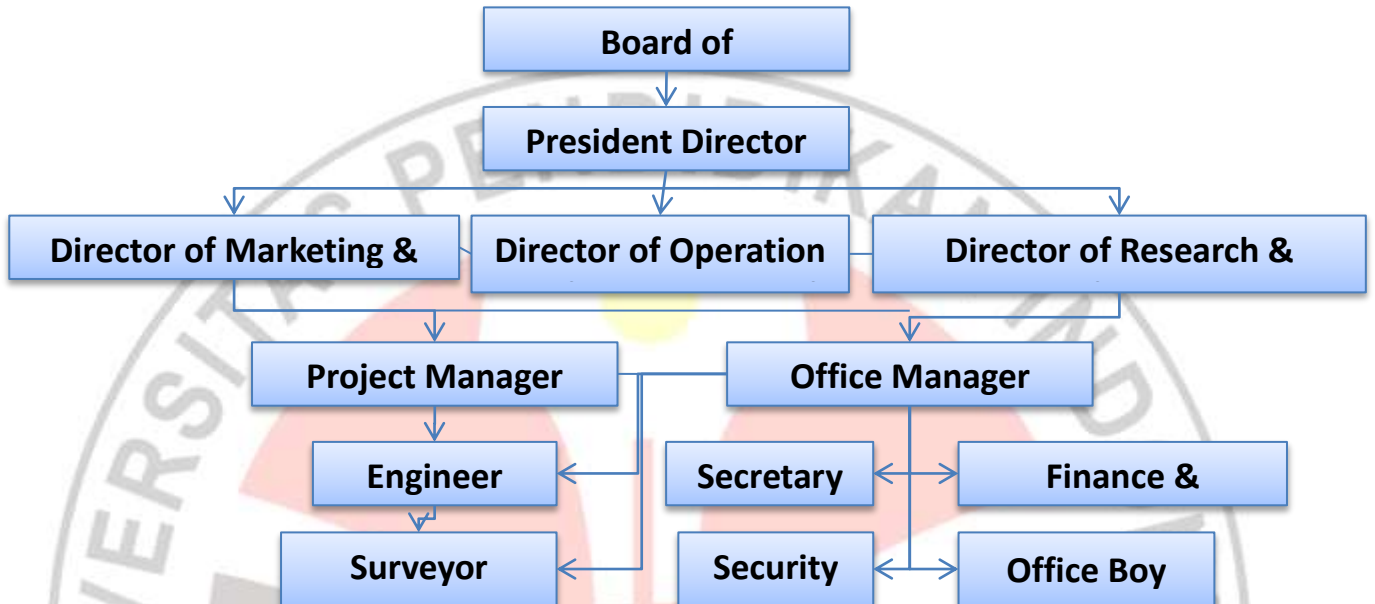 Board of
President Director
Director of Marketing &
Director of Operation
Director of Research &
Project Manager
Office Manager
Engineer
Secretary
Finance &
Surveyor
Security
Office Boy